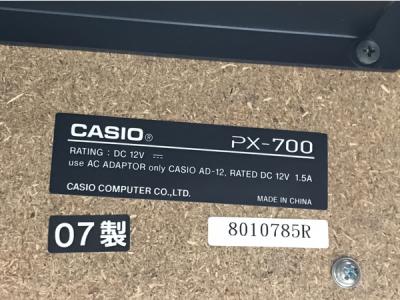 CASIO® PX-700
RATING : DC 12V ⎓
use AC ADAPTOR only CASIO AD-12, RATED DC 12V 1.5A
CASIO COMPUTER CO.,LTD. MADE IN CHINA
07製 8010785R